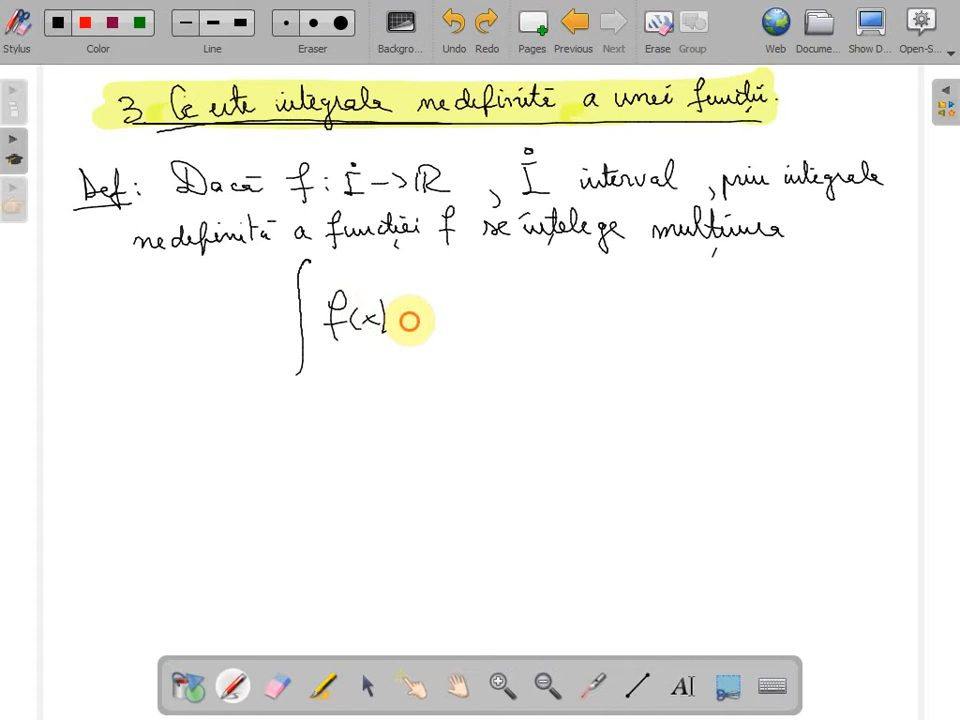 Stylus Color Line Eraser Backgro... Undo Redo Pages Previous Next Erase Group Web Docume... Show D... Open-S...
3. Ce este integrala nedefinită a unei funcții.
Def: Dacă f : I → ℝ , I interval , prin integrala
nedefinită a funcției f se înțelege mulțimea
∫ f(x)